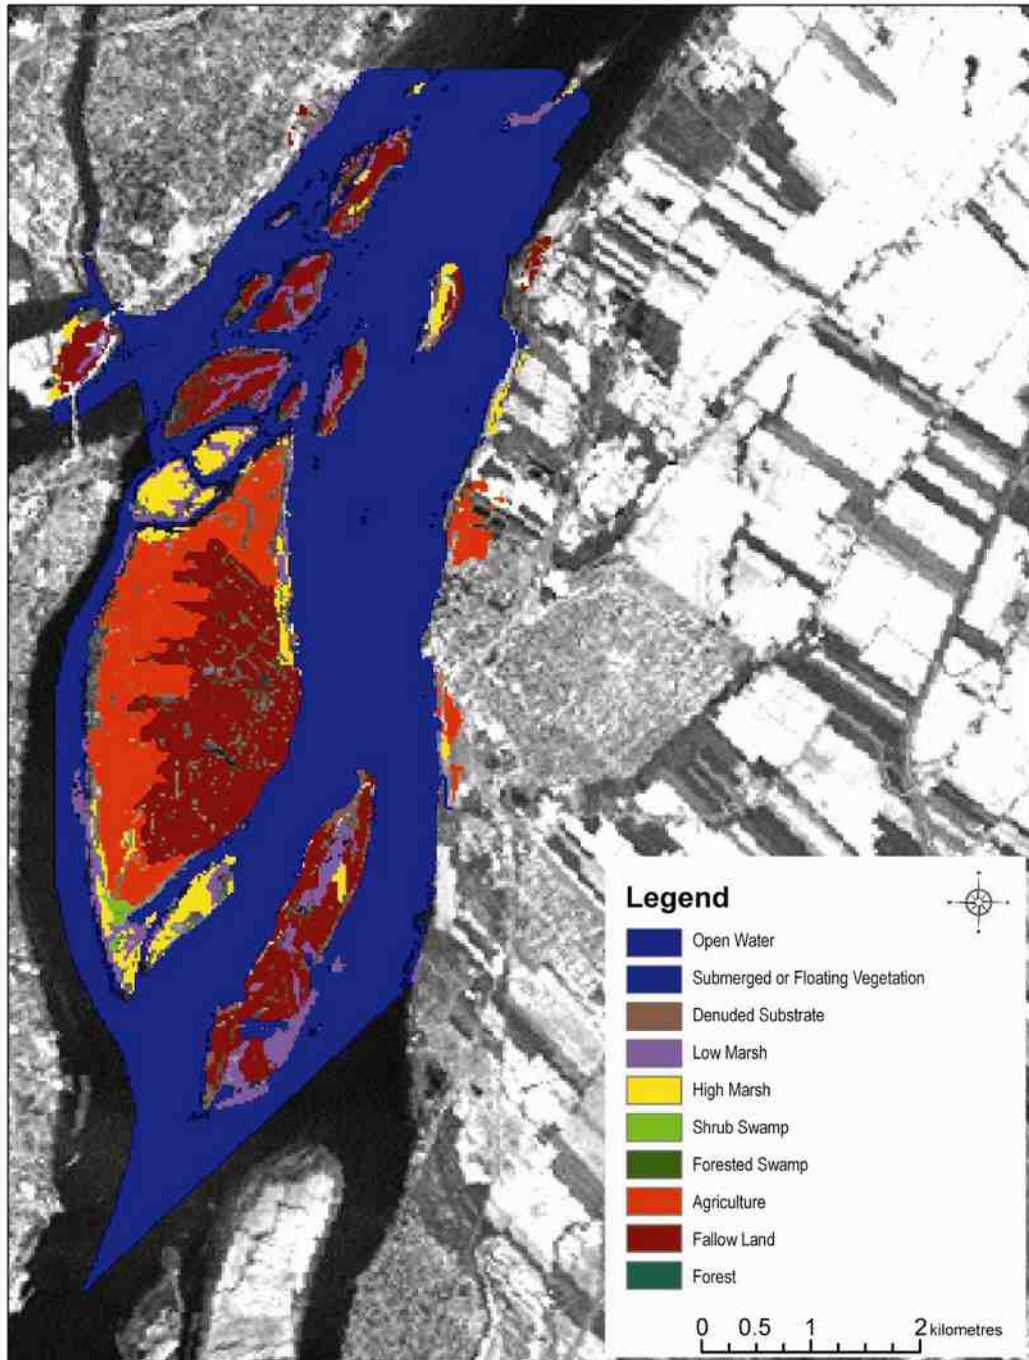 Legend
Open Water
Submerged or Floating Vegetation
Denuded Substrate
Low Marsh
High Marsh
Shrub Swamp
Forested Swamp
Agriculture
Fallow Land
Forest
0 0.5 1 2 kilometres